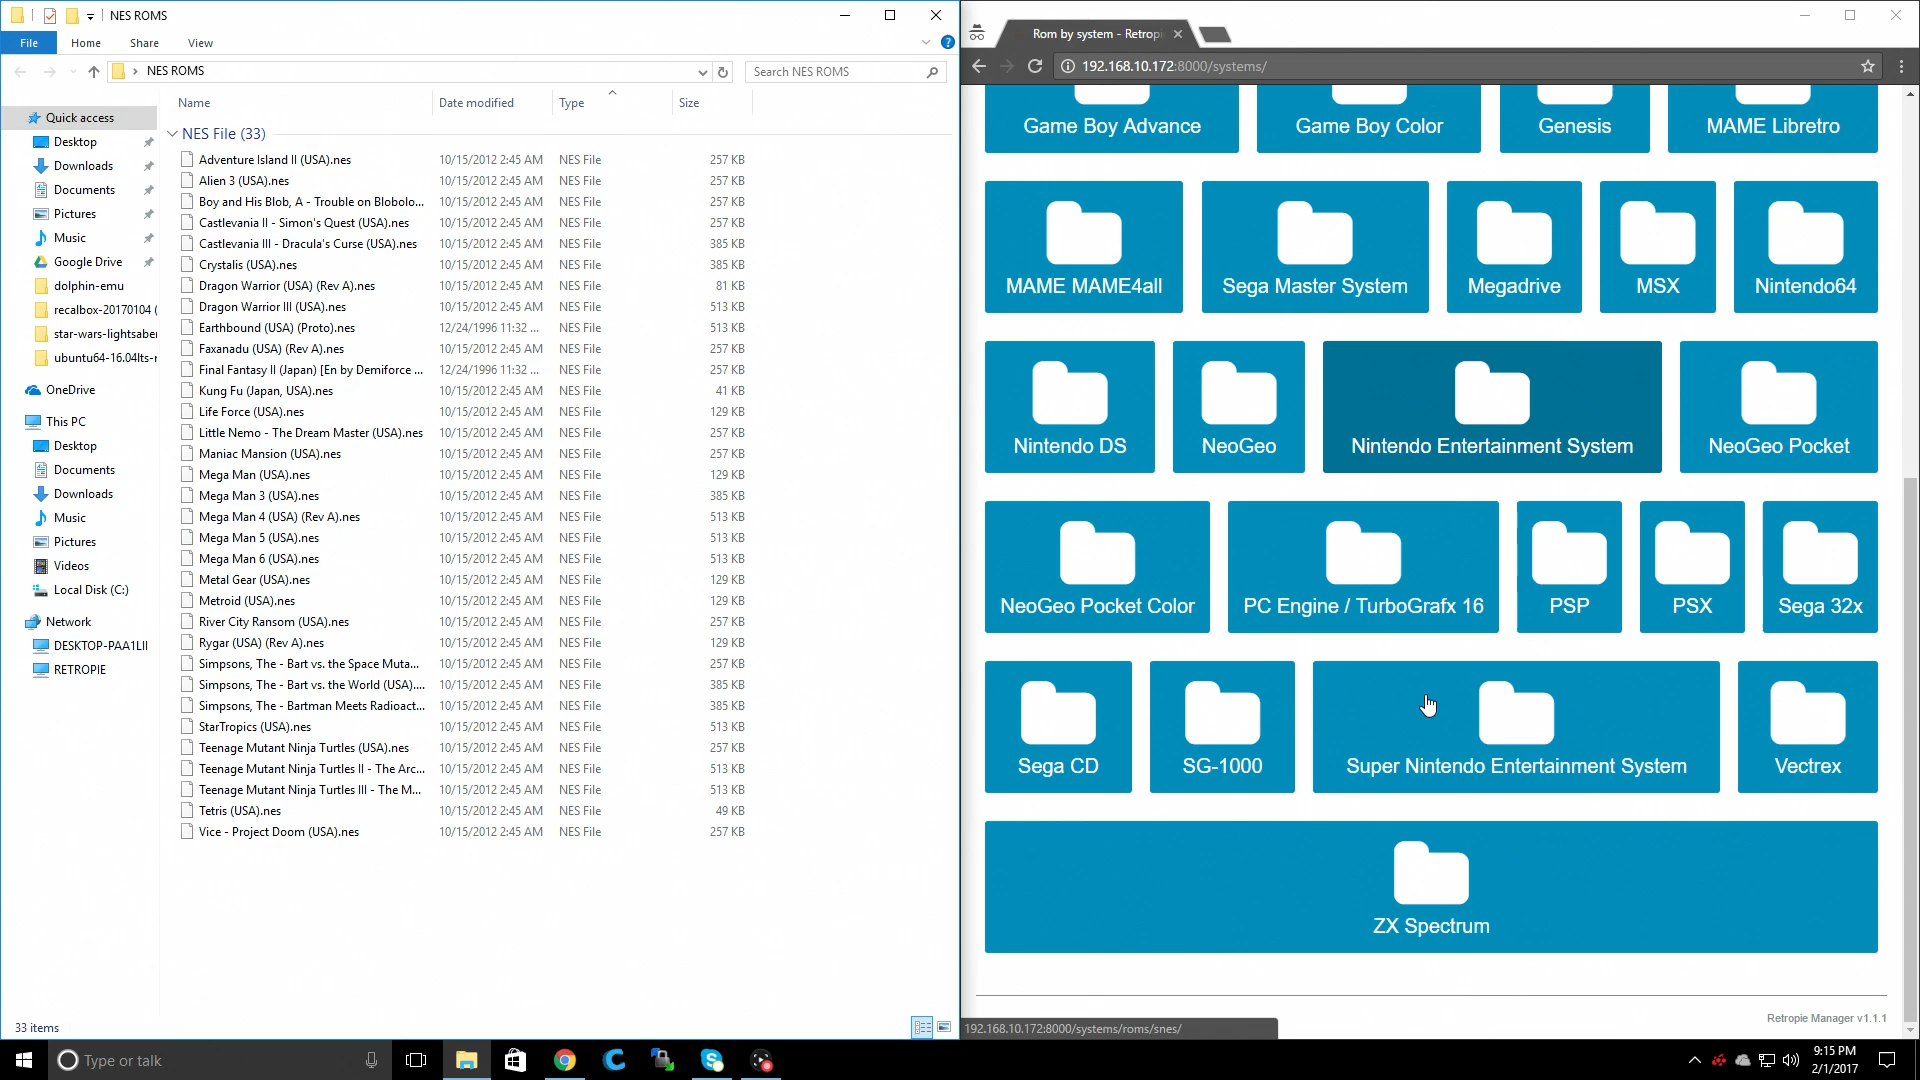 NES ROMS
File
Home
Share
View
NES ROMS
Search NES ROMS
Name
Date modified
Type
Size
Quick access
Desktop
Downloads
Documents
Pictures
Music
Google Drive
dolphin-emu
recalbox-20170104 (
star-wars-lightsaber
ubuntu64-16.04lts-r
OneDrive
This PC
Desktop
Documents
Downloads
Music
Pictures
Videos
Local Disk (C:)
Network
DESKTOP-PAA1LII
RETROPIE
NES File (33)
Adventure Island II (USA).nes 10/15/2012 2:45 AM NES File 257 KB
Alien 3 (USA).nes 10/15/2012 2:45 AM NES File 257 KB
Boy and His Blob, A - Trouble on Blobolo... 10/15/2012 2:45 AM NES File 257 KB
Castlevania II - Simon's Quest (USA).nes 10/15/2012 2:45 AM NES File 257 KB
Castlevania III - Dracula's Curse (USA).nes 10/15/2012 2:45 AM NES File 385 KB
Crystalis (USA).nes 10/15/2012 2:45 AM NES File 385 KB
Dragon Warrior (USA) (Rev A).nes 10/15/2012 2:45 AM NES File 81 KB
Dragon Warrior III (USA).nes 10/15/2012 2:45 AM NES File 513 KB
Earthbound (USA) (Proto).nes 12/24/1996 11:32 ... NES File 513 KB
Faxanadu (USA) (Rev A).nes 10/15/2012 2:45 AM NES File 257 KB
Final Fantasy II (Japan) [En by Demiforce ... 12/24/1996 11:32 ... NES File 257 KB
Kung Fu (Japan, USA).nes 10/15/2012 2:45 AM NES File 41 KB
Life Force (USA).nes 10/15/2012 2:45 AM NES File 129 KB
Little Nemo - The Dream Master (USA).nes 10/15/2012 2:45 AM NES File 257 KB
Maniac Mansion (USA).nes 10/15/2012 2:45 AM NES File 257 KB
Mega Man (USA).nes 10/15/2012 2:45 AM NES File 129 KB
Mega Man 3 (USA).nes 10/15/2012 2:45 AM NES File 385 KB
Mega Man 4 (USA) (Rev A).nes 10/15/2012 2:45 AM NES File 513 KB
Mega Man 5 (USA).nes 10/15/2012 2:45 AM NES File 513 KB
Mega Man 6 (USA).nes 10/15/2012 2:45 AM NES File 513 KB
Metal Gear (USA).nes 10/15/2012 2:45 AM NES File 129 KB
Metroid (USA).nes 10/15/2012 2:45 AM NES File 129 KB
River City Ransom (USA).nes 10/15/2012 2:45 AM NES File 257 KB
Rygar (USA) (Rev A).nes 10/15/2012 2:45 AM NES File 129 KB
Simpsons, The - Bart vs. the Space Muta... 10/15/2012 2:45 AM NES File 257 KB
Simpsons, The - Bart vs. the World (USA).... 10/15/2012 2:45 AM NES File 385 KB
Simpsons, The - Bartman Meets Radioact... 10/15/2012 2:45 AM NES File 385 KB
StarTropics (USA).nes 10/15/2012 2:45 AM NES File 513 KB
Teenage Mutant Ninja Turtles (USA).nes 10/15/2012 2:45 AM NES File 257 KB
Teenage Mutant Ninja Turtles II - The Arc... 10/15/2012 2:45 AM NES File 513 KB
Teenage Mutant Ninja Turtles III - The M... 10/15/2012 2:45 AM NES File 513 KB
Tetris (USA).nes 10/15/2012 2:45 AM NES File 49 KB
Vice - Project Doom (USA).nes 10/15/2012 2:45 AM NES File 257 KB
33 items
Rom by system - Retropi
192.168.10.172:8000/systems/
Game Boy Advance
Game Boy Color
Genesis
MAME Libretro
MAME MAME4all
Sega Master System
Megadrive
MSX
Nintendo64
Nintendo DS
NeoGeo
Nintendo Entertainment System
NeoGeo Pocket
NeoGeo Pocket Color
PC Engine / TurboGrafx 16
PSP
PSX
Sega 32x
Sega CD
SG-1000
Super Nintendo Entertainment System
Vectrex
ZX Spectrum
Retropie Manager v1.1.1
192.168.10.172:8000/systems/roms/snes/
Type or talk
9:15 PM
2/1/2017